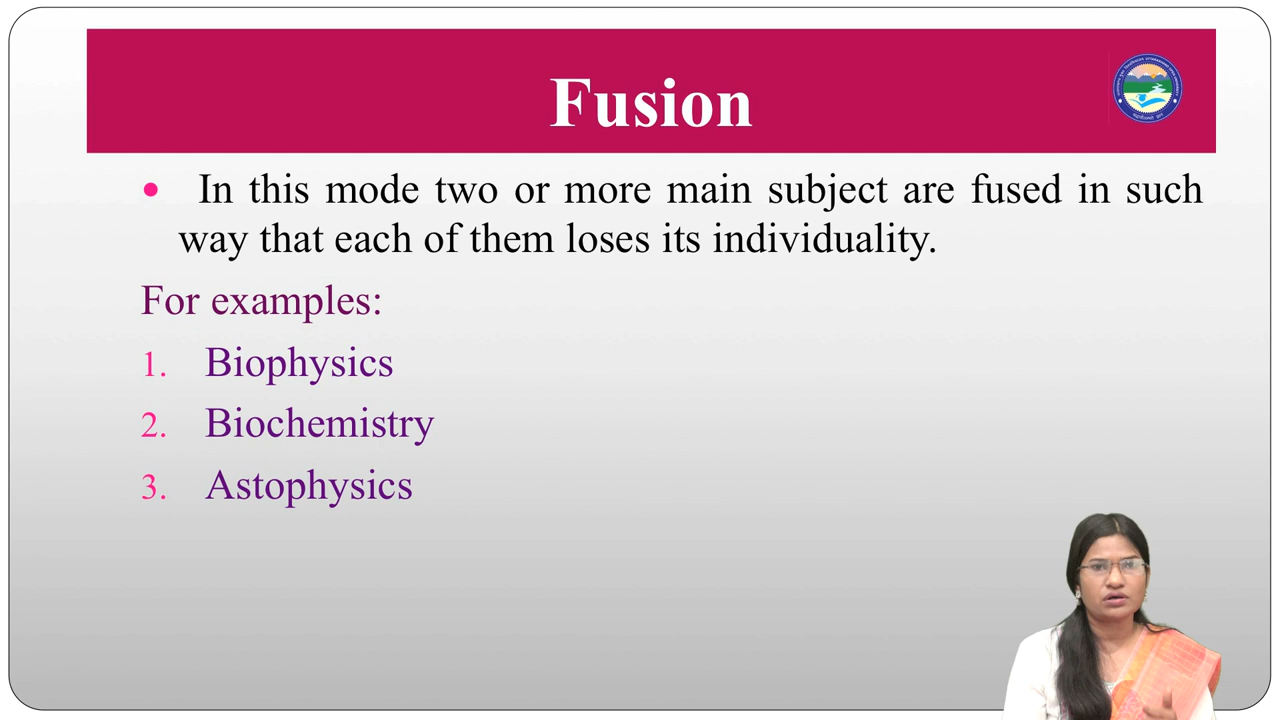 Fusion
In this mode two or more main subject are fused in such
way that each of them loses its individuality.
For examples:
1. Biophysics
2. Biochemistry
3. Astophysics